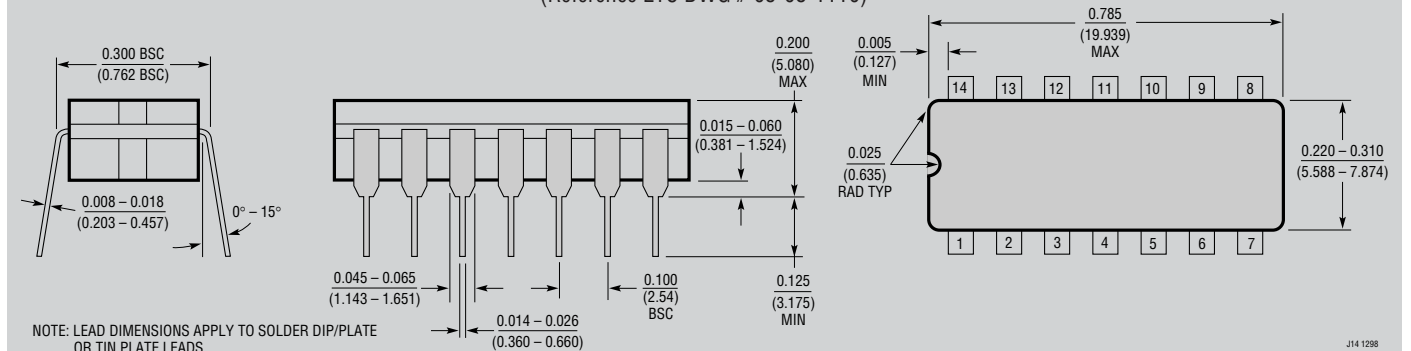 0.300 BSC
(0.762 BSC)
0.008 – 0.018
(0.203 – 0.457)
0° – 15°
0.200
(5.080)
MAX
0.015 – 0.060
(0.381 – 1.524)
0.045 – 0.065
(1.143 – 1.651)
0.014 – 0.026
(0.360 – 0.660)
0.100
(2.54)
BSC
0.125
(3.175)
MIN
0.785
(19.939)
MAX
0.005
(0.127)
MIN
14 13 12 11 10 9 8
0.025
(0.635)
RAD TYP
0.220 – 0.310
(5.588 – 7.874)
1 2 3 4 5 6 7
NOTE: LEAD DIMENSIONS APPLY TO SOLDER DIP/PLATE
OR TIN PLATE LEADS
J14 1298